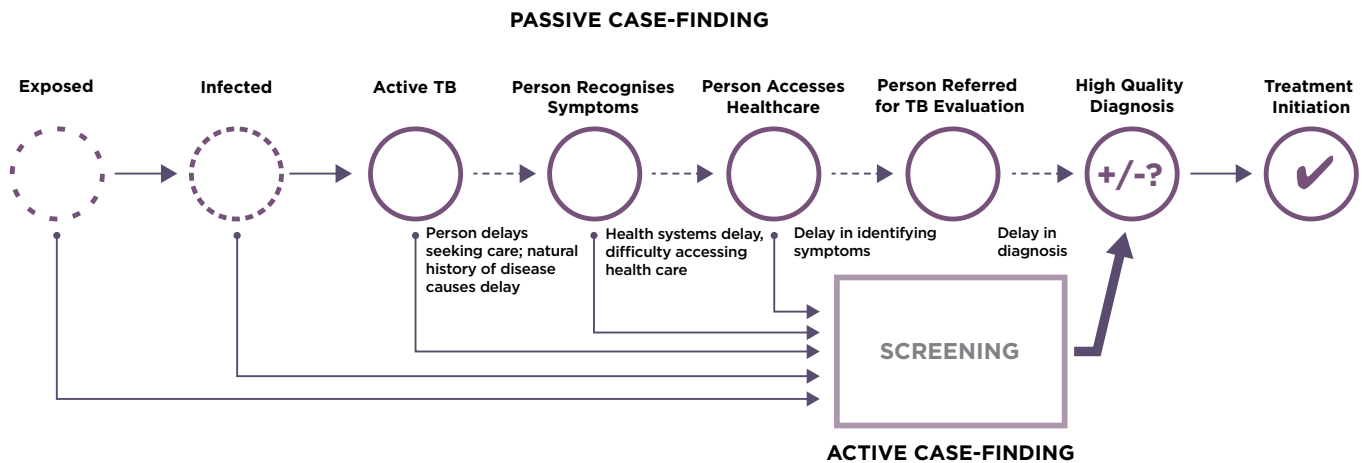 PASSIVE CASE-FINDING
Exposed
Infected
Active TB
Person Recognises
Symptoms
Person Accesses
Healthcare
Person Referred
for TB Evaluation
High Quality
Diagnosis
Treatment
Initiation
+/-?
Person delays
seeking care; natural
history of disease
causes delay
Health systems delay,
difficulty accessing
health care
Delay in identifying
symptoms
Delay in
diagnosis
SCREENING
ACTIVE CASE-FINDING